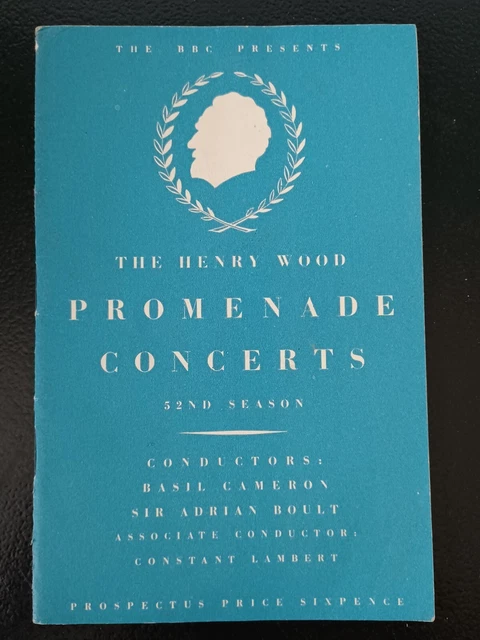 THE BBC PRESENTS
THE HENRY WOOD
PROMENADE
CONCERTS
52ND SEASON
CONDUCTORS:
BASIL CAMERON
SIR ADRIAN BOULT
ASSOCIATE CONDUCTOR:
CONSTANT LAMBERT
PROSPECTUS PRICE SIXPENCE